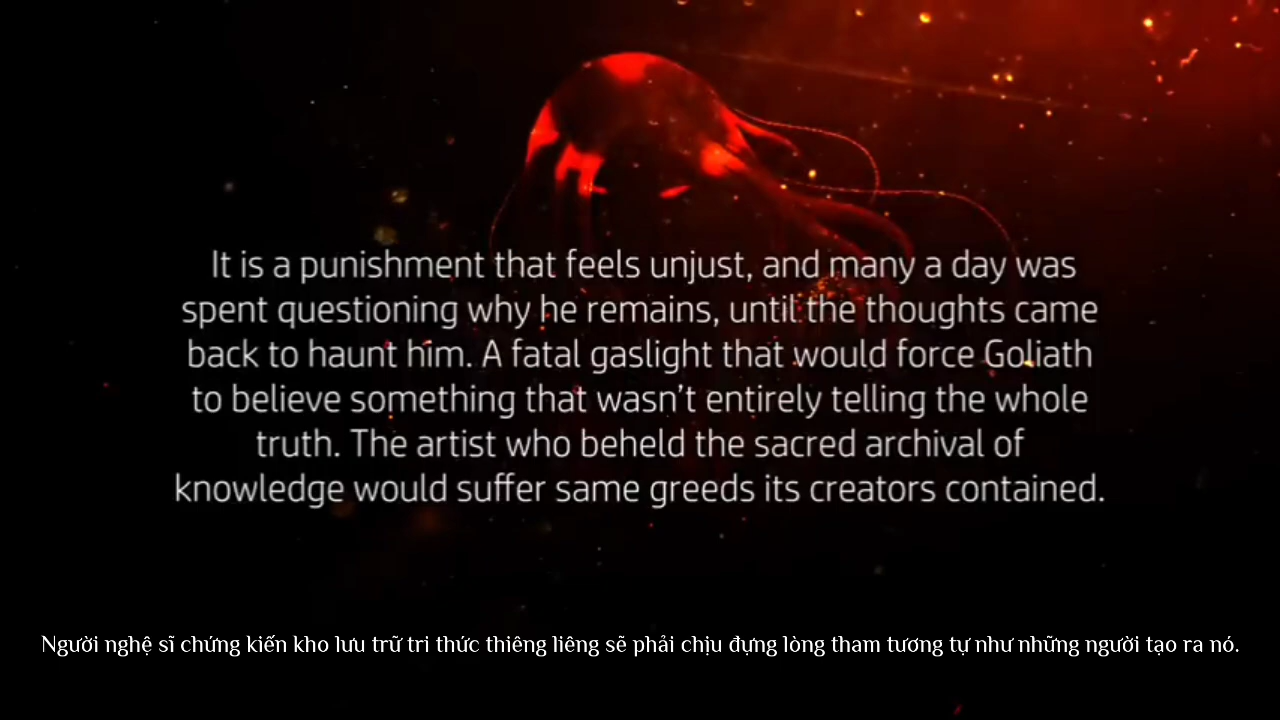 It is a punishment that feels unjust, and many a day was
spent questioning why he remains, until the thoughts came
back to haunt him. A fatal gaslight that would force Goliath
to believe something that wasn't entirely telling the whole
truth. The artist who beheld the sacred archival of
knowledge would suffer same greeds its creators contained.
Người nghệ sĩ chứng kiến kho lưu trữ tri thức thiêng liêng sẽ phải chịu đựng lòng tham tương tự như những người tạo ra nó.